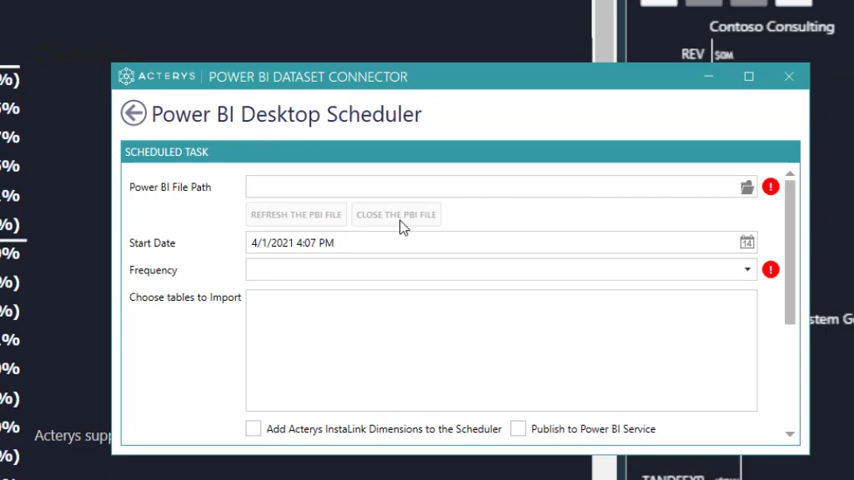 Contoso Consulting
REV
ACTERYS | POWER BI DATASET CONNECTOR
Power BI Desktop Scheduler
SCHEDULED TASK
Power BI File Path
REFRESH THE PBI FILE CLOSE THE PBI FILE
Start Date 4/1/2021 4:07 PM 14
Frequency
Choose tables to Import
Add Acterys InstaLink Dimensions to the Scheduler Publish to Power BI Service
%)
%
%
%
%)
%)
%
%
%)
Acterys